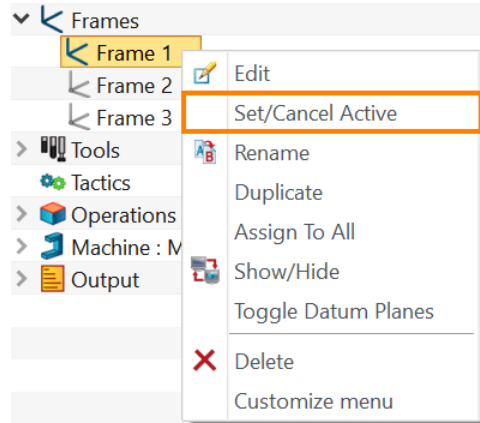 Frames
Frame 1
Frame 2
Frame 3
Tools
Tactics
Operations
Machine : M
Output
Edit
Set/Cancel Active
Rename
Duplicate
Assign To All
Show/Hide
Toggle Datum Planes
Delete
Customize menu